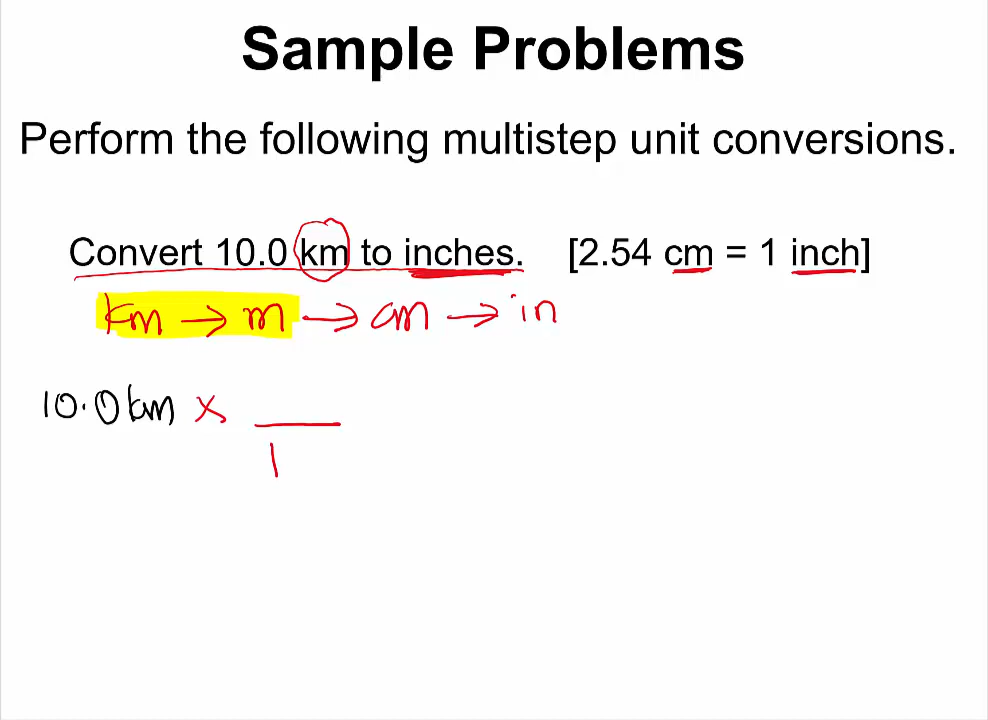 Sample Problems
Perform the following multistep unit conversions.
Convert 10.0 km to inches. [2.54 cm = 1 inch]
km → m → cm → in
10.0 km × 1